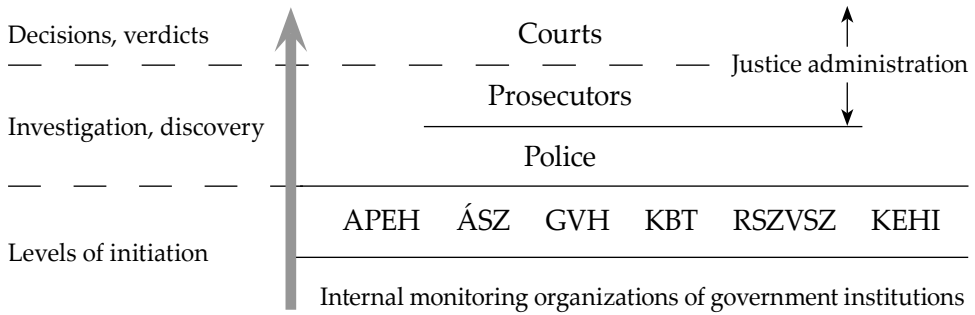 Decisions, verdicts
Courts
Justice administration
Prosecutors
Investigation, discovery
Police
APEH ÁSZ GVH KBT RSZVSZ KEHI
Levels of initiation
Internal monitoring organizations of government institutions